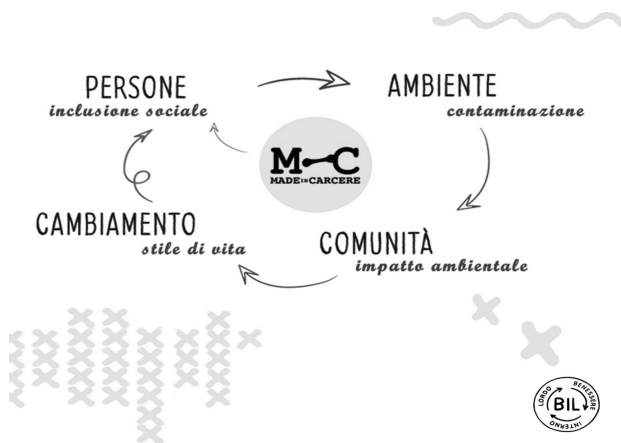 PERSONE
inclusione sociale
AMBIENTE
contaminazione
M C
MADE IN CARCERE
CAMBIAMENTO
stile di vita
COMUNITÀ
impatto ambientale
BENESSERE
INTERNO
LORDO
BIL